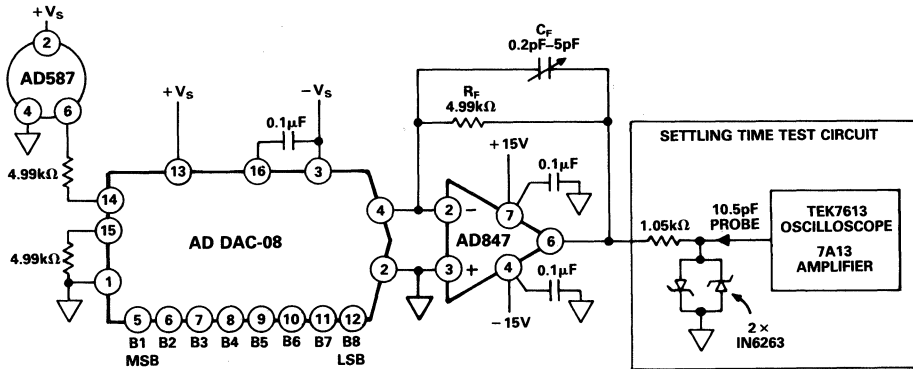 +VS
2
AD587
4
6
4.99kΩ
+VS
-VS
0.1µF
13
16
3
14
15
4.99kΩ
1
AD DAC-08
4
2
5
6
7
8
9
10
11
12
B1
B2
B3
B4
B5
B6
B7
B8
MSB
LSB
CF
0.2pF–5pF
RF
4.99kΩ
+15V
0.1µF
2
−
7
AD847
6
3
+
4
0.1µF
−15V
SETTLING TIME TEST CIRCUIT
1.05kΩ
10.5pF
PROBE
TEK7613
OSCILLOSCOPE
7A13
AMPLIFIER
2 ×
IN6263